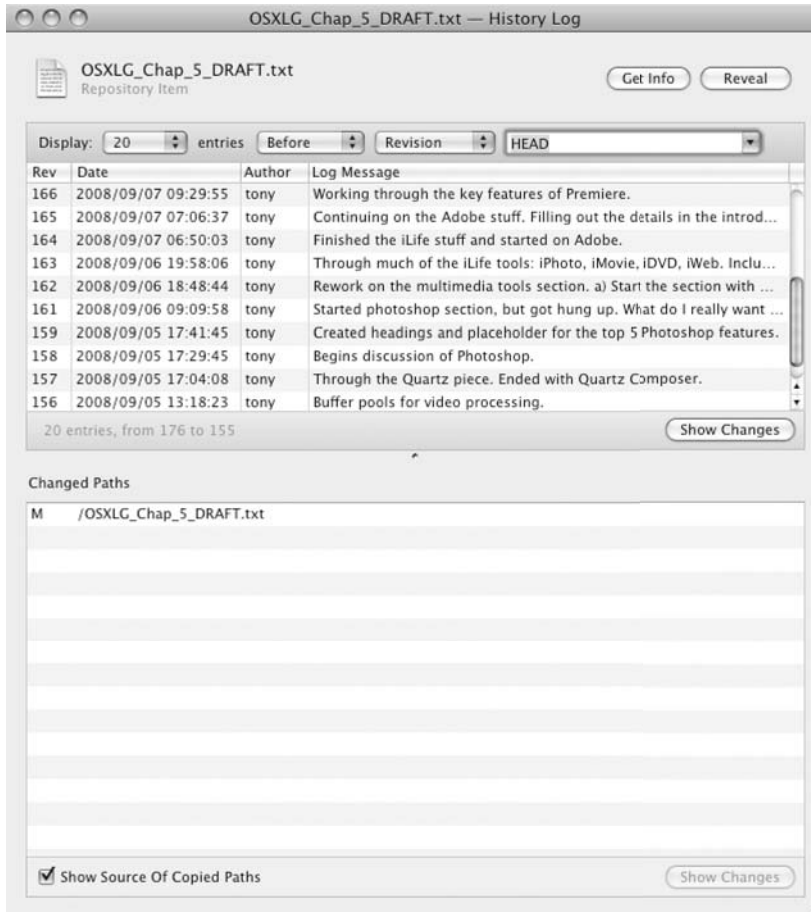 OSXLG_Chap_5_DRAFT.txt — History Log
OSXLG_Chap_5_DRAFT.txt
Repository Item
Get Info
Reveal
Display: 20 entries Before Revision HEAD
Rev Date Author Log Message
166 2008/09/07 09:29:55 tony Working through the key features of Premiere.
165 2008/09/07 07:06:37 tony Continuing on the Adobe stuff. Filling out the details in the introd...
164 2008/09/07 06:50:03 tony Finished the iLife stuff and started on Adobe.
163 2008/09/06 19:58:06 tony Through much of the iLife tools: iPhoto, iMovie, iDVD, iWeb. Inclu...
162 2008/09/06 18:48:44 tony Rework on the multimedia tools section. a) Start the section with ...
161 2008/09/06 09:09:58 tony Started photoshop section, but got hung up. What do I really want ...
159 2008/09/05 17:41:45 tony Created headings and placeholder for the top 5 Photoshop features.
158 2008/09/05 17:29:45 tony Begins discussion of Photoshop.
157 2008/09/05 17:04:08 tony Through the Quartz piece. Ended with Quartz Composer.
156 2008/09/05 13:18:23 tony Buffer pools for video processing.
20 entries, from 176 to 155
Show Changes
Changed Paths
M /OSXLG_Chap_5_DRAFT.txt
Show Source Of Copied Paths
Show Changes